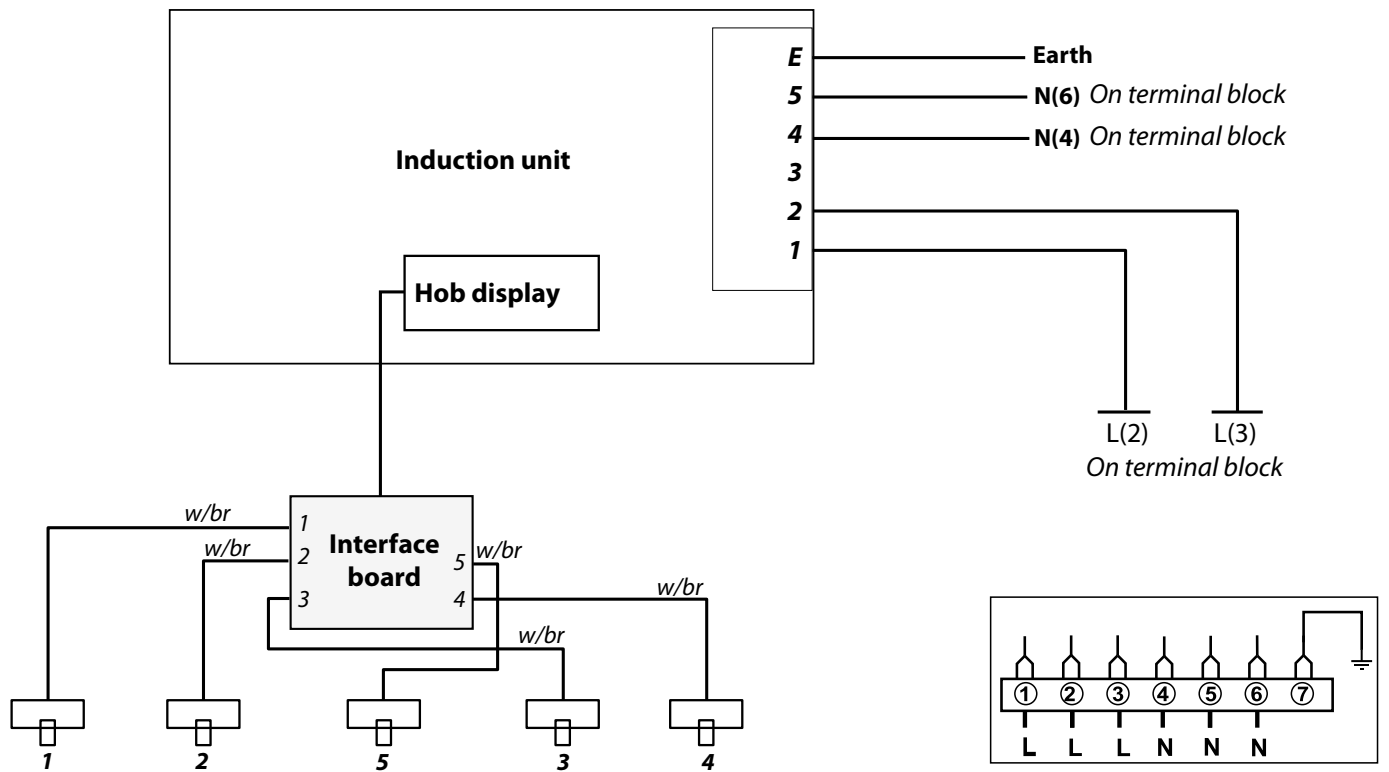 E Earth
5 N(6) On terminal block
4 N(4) On terminal block
Induction unit
3
2
1
Hob display
L(2) L(3)
On terminal block
w/br
1
w/br
2
Interface
board
5 w/br
3
4
w/br
w/br
1 2 5 3 4
1 2 3 4 5 6 7
L L L N N N